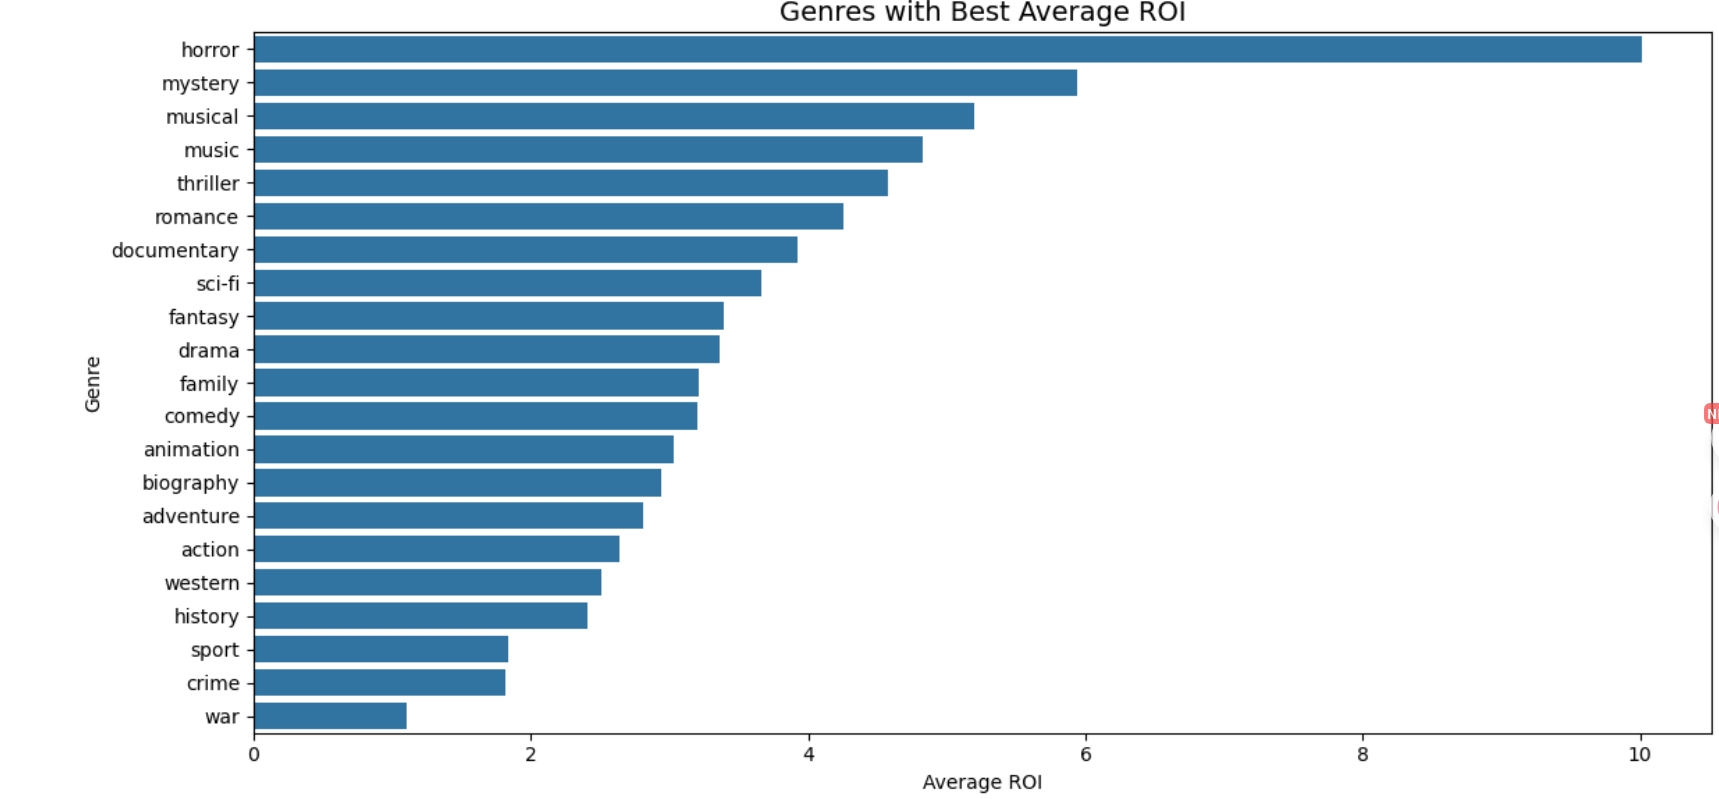 Genres with Best Average ROI
horror
mystery
musical
music
thriller
romance
documentary
sci-fi
fantasy
drama
family
comedy
animation
biography
adventure
action
western
history
sport
crime
war
Genre
0 2 4 6 8 10
Average ROI